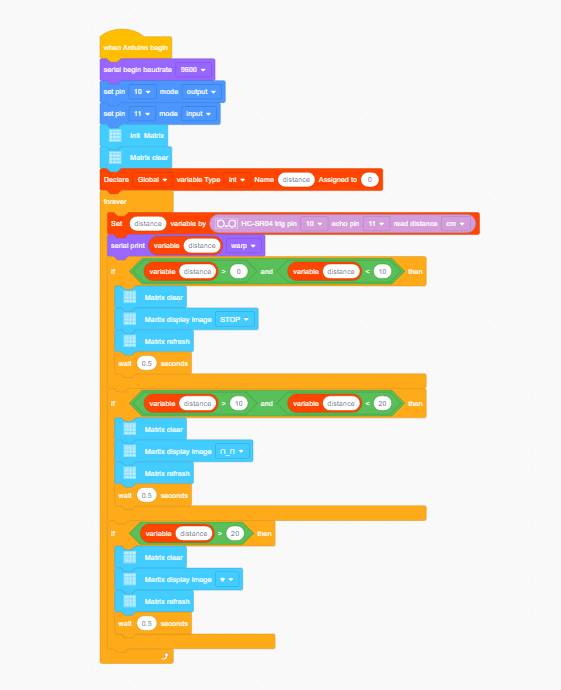 when Arduino begin
serial begin baudrate 9600
set pin 10 mode output
set pin 11 mode input
Init Matrix
Matrix clear
Declare Global variable Type int Name distance Assigned to 0
forever
Set distance variable by HC-SR04 trig pin 10 echo pin 11 read distance cm
serial print variable distance warp
if variable distance > 0 and variable distance < 10 then
Matrix clear
Martix display image STOP
Matrix refresh
wait 0.5 seconds
if variable distance > 10 and variable distance < 20 then
Matrix clear
Martix display image ∩_∩
Matrix refresh
wait 0.5 seconds
if variable distance > 20 then
Matrix clear
Martix display image ♥
Matrix refresh
wait 0.5 seconds